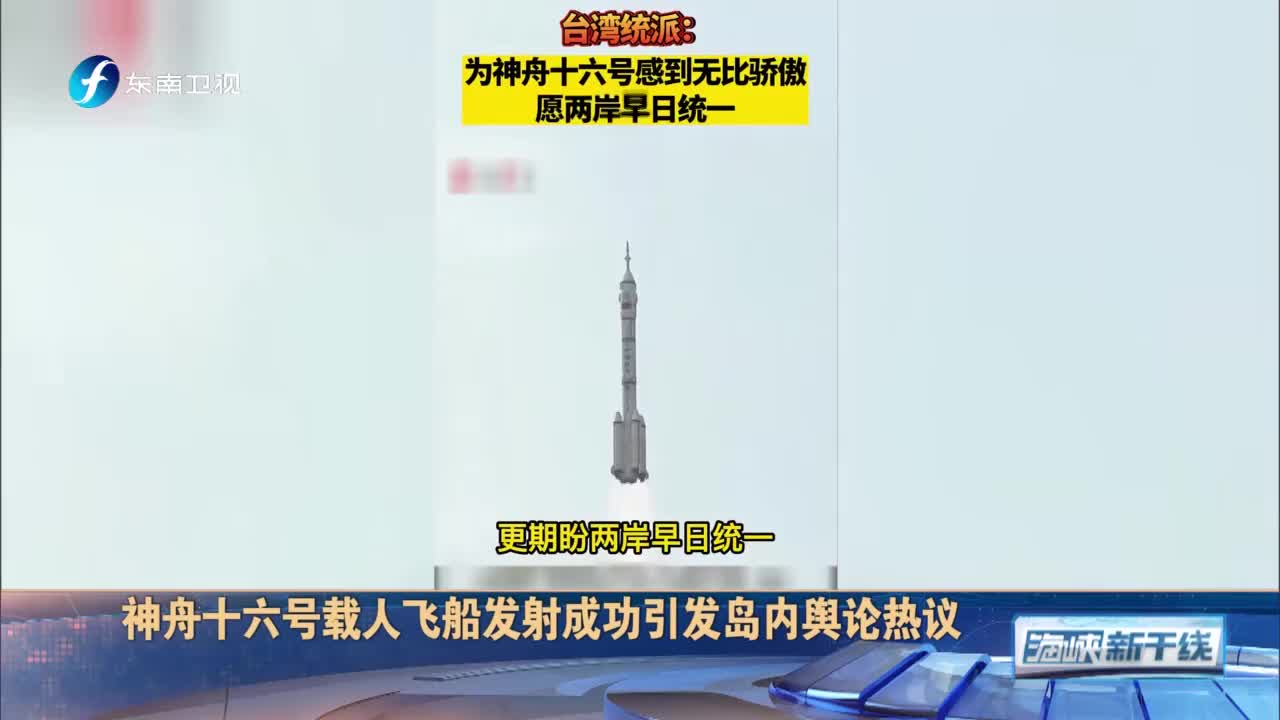 台湾统派：
东南卫视
为神舟十六号感到无比骄傲
愿两岸早日统一
更期盼两岸早日统一
神舟十六号载人飞船发射成功引发岛内舆论热议
海峡新干线